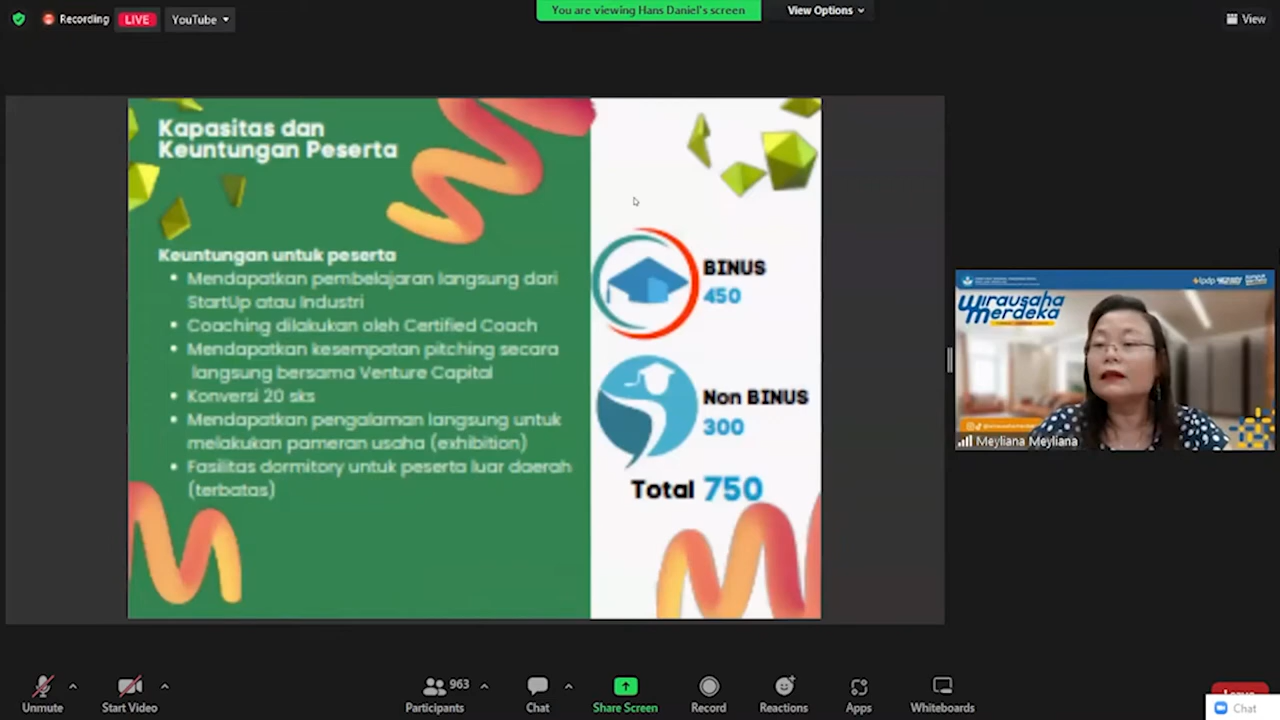 Recording
LIVE
YouTube
You are viewing Hans Daniel's screen
View Options
View
Kapasitas dan
Keuntungan Peserta
Keuntungan untuk peserta
Mendapatkan pembelajaran langsung dari
StartUp atau Industri
Coaching dilakukan oleh Certified Coach
Mendapatkan kesempatan pitching secara
langsung bersama Venture Capital
Konversi 20 sks
Mendapatkan pengalaman langsung untuk
melakukan pameran usaha (exhibition)
Fasilitas dormitory untuk peserta luar daerah
(terbatas)
BINUS
450
Non BINUS
300
Total 750
lpdp
Wirausaha
Merdeka
Meyliana Meyliana
Unmute
Start Video
963
Participants
Chat
Share Screen
Record
Reactions
Apps
Whiteboards
Leave
Chat